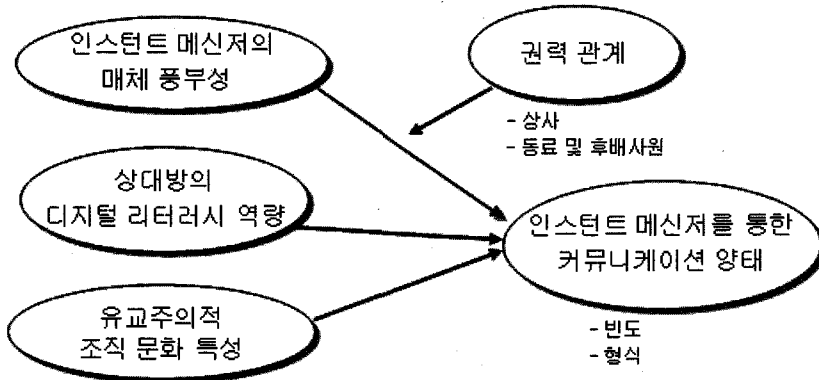 인스턴트 메신저의
매체 풍부성
권력 관계
- 상사
- 동료 및 후배사원
상대방의
디지털 리터러시 역량
인스턴트 메신저를 통한
커뮤니케이션 양태
- 빈도
- 형식
유교주의적
조직 문화 특성